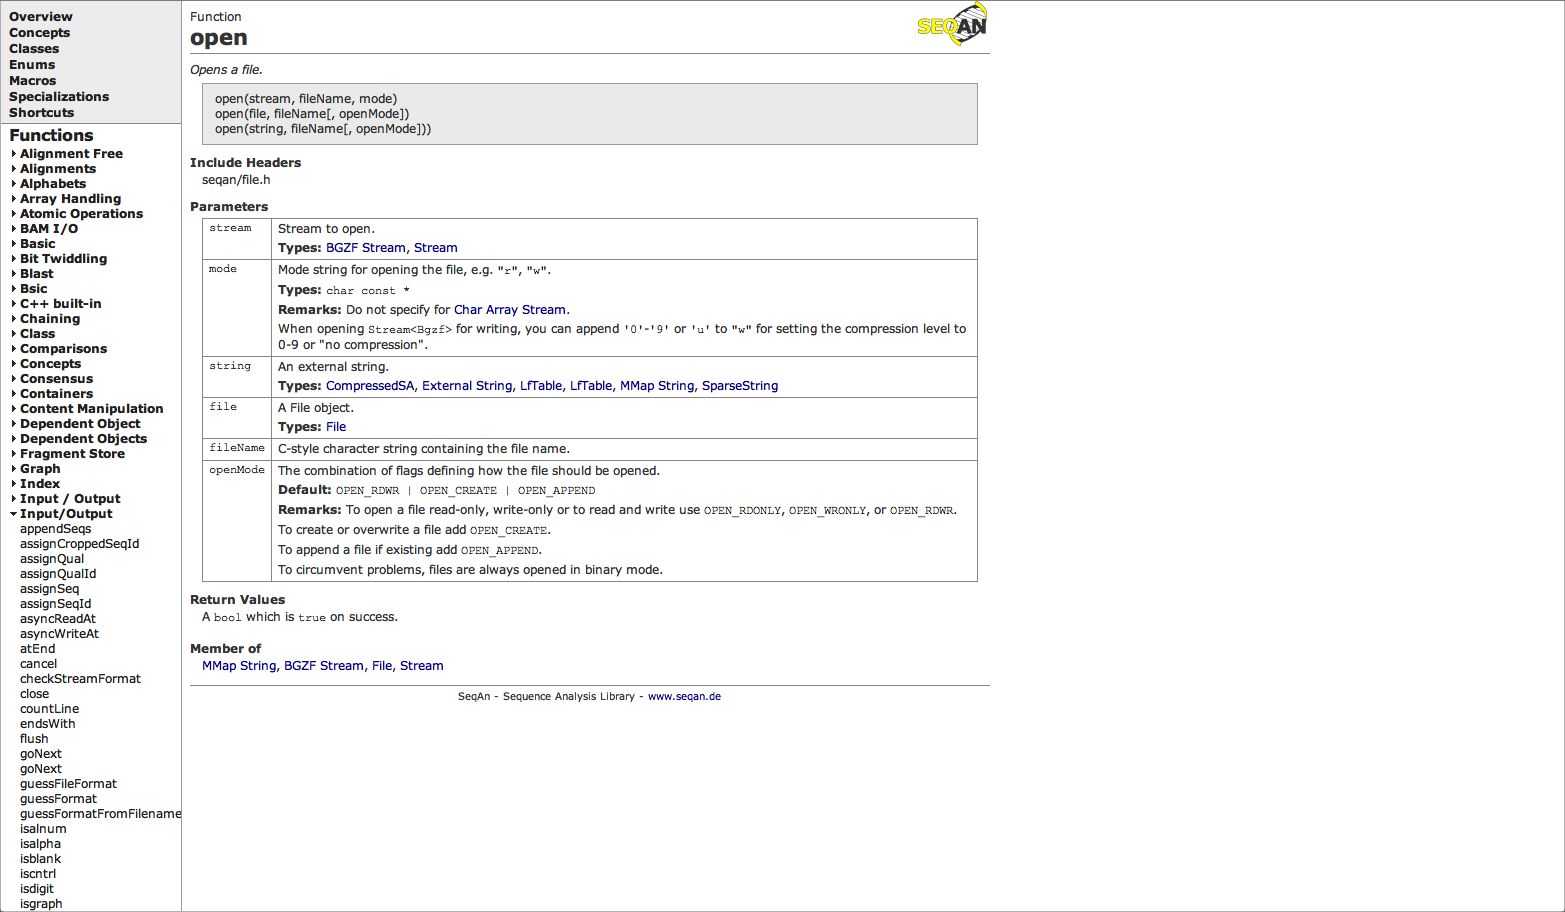 Overview
Concepts
Classes
Enums
Macros
Specializations
Shortcuts
Functions
Alignment Free
Alignments
Alphabets
Array Handling
Atomic Operations
BAM I/O
Basic
Bit Twiddling
Blast
Bsic
C++ built-in
Chaining
Class
Comparisons
Concepts
Consensus
Containers
Content Manipulation
Dependent Object
Dependent Objects
Fragment Store
Graph
Index
Input / Output
Input/Output
appendSeqs
assignCroppedSeqId
assignQual
assignQualId
assignSeq
assignSeqId
asyncReadAt
asyncWriteAt
atEnd
cancel
checkStreamFormat
close
countLine
endsWith
flush
goNext
goNext
guessFileFormat
guessFormat
guessFormatFromFilename
isalnum
isalpha
isblank
iscntrl
isdigit
isgraph
Function
open
SEQAN
Opens a file.
open(stream, fileName, mode)
open(file, fileName[, openMode])
open(string, fileName[, openMode]))
Include Headers
seqan/file.h
Parameters
stream Stream to open.
Types: BGZF Stream, Stream
mode Mode string for opening the file, e.g. "r", "w".
Types: char const *
Remarks: Do not specify for Char Array Stream.
When opening Stream<Bgzf> for writing, you can append '0'-'9' or 'u' to "w" for setting the compression level to
0-9 or "no compression".
string An external string.
Types: CompressedSA, External String, LfTable, LfTable, MMap String, SparseString
file A File object.
Types: File
fileName C-style character string containing the file name.
openMode The combination of flags defining how the file should be opened.
Default: OPEN_RDWR | OPEN_CREATE | OPEN_APPEND
Remarks: To open a file read-only, write-only or to read and write use OPEN_RDONLY, OPEN_WRONLY, or OPEN_RDWR.
To create or overwrite a file add OPEN_CREATE.
To append a file if existing add OPEN_APPEND.
To circumvent problems, files are always opened in binary mode.
Return Values
A bool which is true on success.
Member of
MMap String, BGZF Stream, File, Stream
SeqAn - Sequence Analysis Library - www.seqan.de